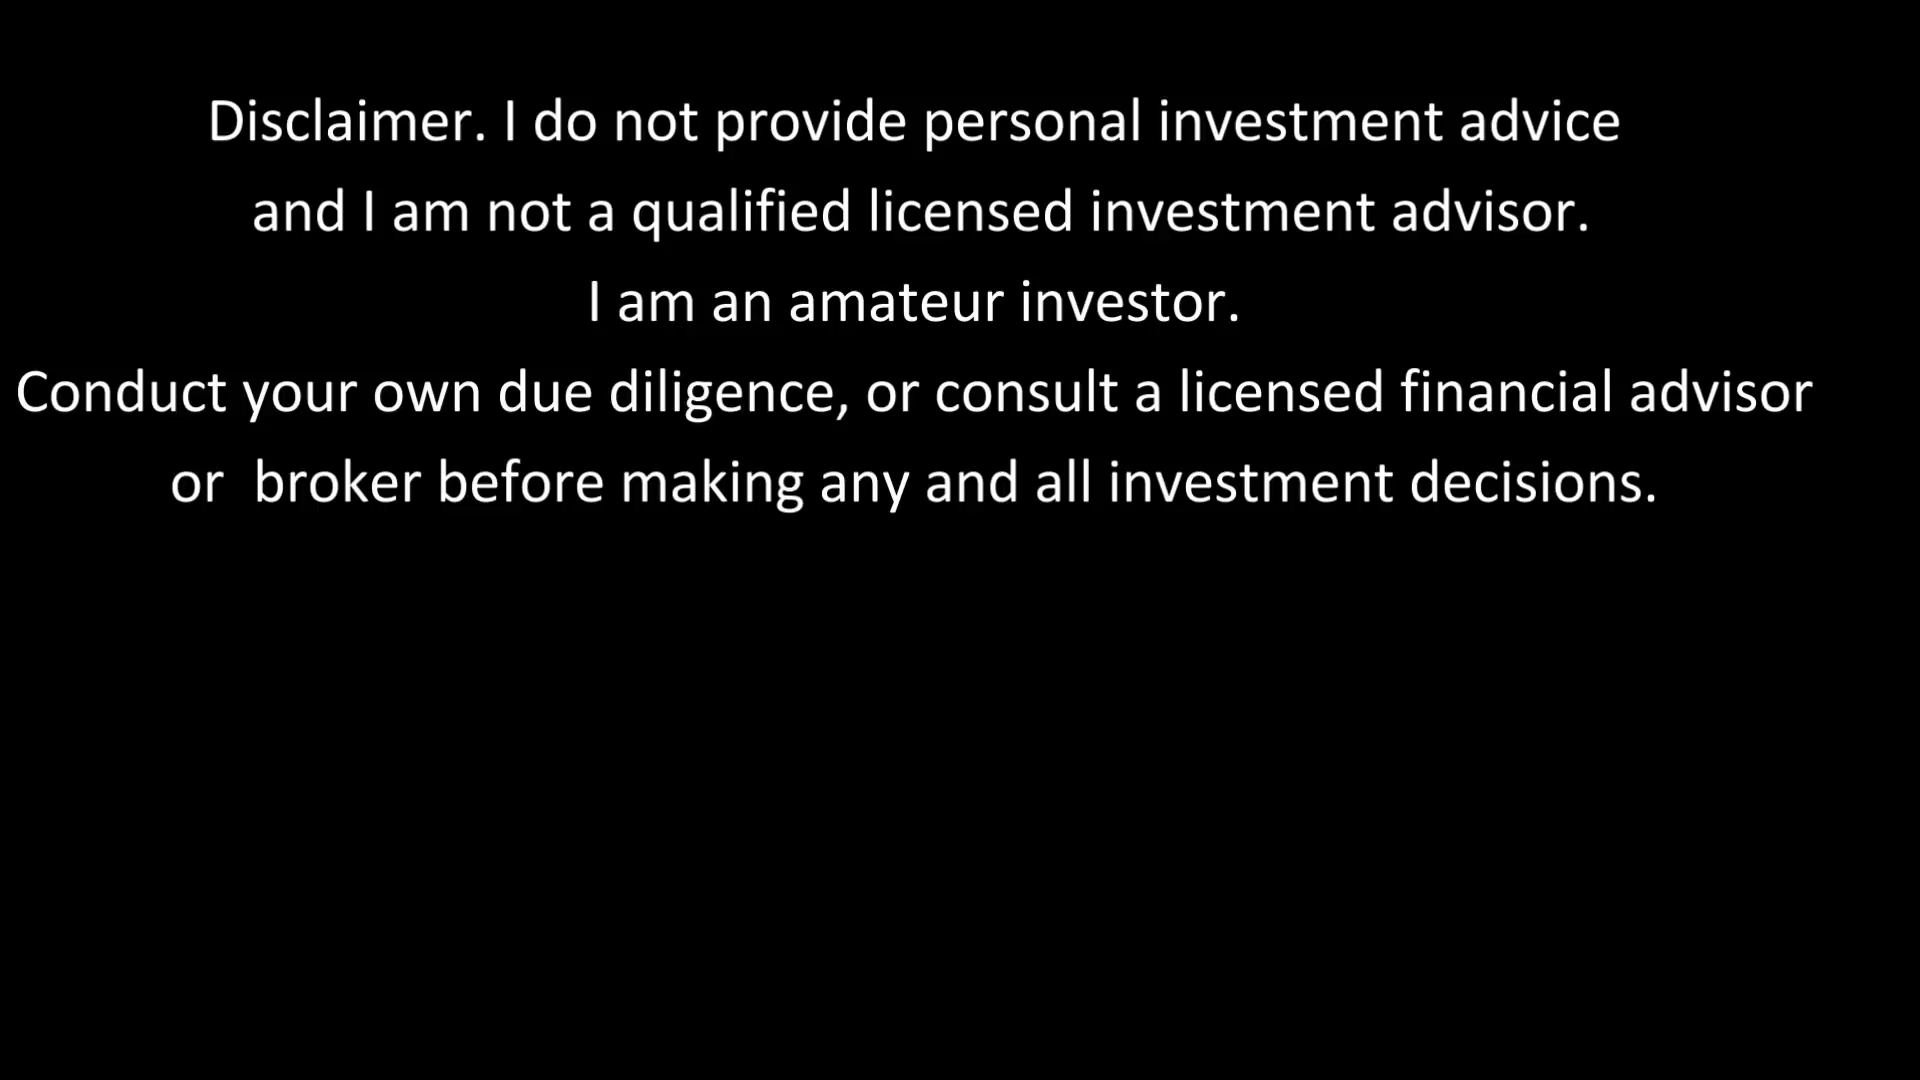 Disclaimer. I do not provide personal investment advice
and I am not a qualified licensed investment advisor.
I am an amateur investor.
Conduct your own due diligence, or consult a licensed financial advisor
or  broker before making any and all investment decisions.